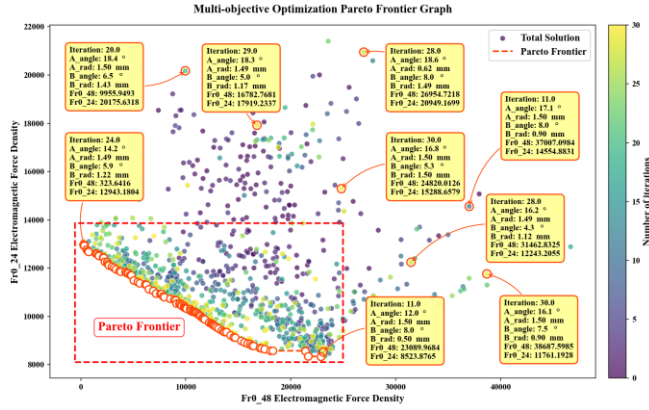 Multi-objective Optimization Pareto Frontier Graph
22000
20000
18000
16000
14000
12000
10000
8000
Fr0_24 Electromagnetic Force Density
0
10000
20000
30000
40000
Fr0_48 Electromagnetic Force Density
Total Solution
Pareto Frontier
30
25
20
15
10
5
0
Number of Iterations
Iteration: 20.0
A_angle: 18.4 °
A_rad: 1.50 mm
B_angle: 6.5 °
B_rad: 1.43 mm
Fr0_48: 9955.9493
Fr0_24: 20175.6318
Iteration: 29.0
A_angle: 18.3 °
A_rad: 1.49 mm
B_angle: 5.0 °
B_rad: 1.17 mm
Fr0_48: 16782.7681
Fr0_24: 17919.2337
Iteration: 28.0
A_angle: 18.6 °
A_rad: 0.62 mm
B_angle: 8.0 °
B_rad: 1.49 mm
Fr0_48: 26954.7218
Fr0_24: 20949.1699
Iteration: 11.0
A_angle: 17.1 °
A_rad: 1.50 mm
B_angle: 8.0 °
B_rad: 0.90 mm
Fr0_48: 37007.0984
Fr0_24: 14554.8831
Iteration: 24.0
A_angle: 14.2 °
A_rad: 1.49 mm
B_angle: 5.9 °
B_rad: 1.22 mm
Fr0_48: 323.6416
Fr0_24: 12943.1804
Iteration: 30.0
A_angle: 16.8 °
A_rad: 1.50 mm
B_angle: 5.3 °
B_rad: 1.50 mm
Fr0_48: 24820.0126
Fr0_24: 15288.6579
Iteration: 28.0
A_angle: 16.2 °
A_rad: 1.49 mm
B_angle: 4.3 °
B_rad: 1.12 mm
Fr0_48: 31462.8325
Fr0_24: 12243.2055
Iteration: 11.0
A_angle: 12.0 °
A_rad: 1.50 mm
B_angle: 8.0 °
B_rad: 0.50 mm
Fr0_48: 23089.9684
Fr0_24: 8523.8765
Iteration: 30.0
A_angle: 16.1 °
A_rad: 1.50 mm
B_angle: 7.5 °
B_rad: 0.90 mm
Fr0_48: 38687.5985
Fr0_24: 11761.1928
Pareto Frontier